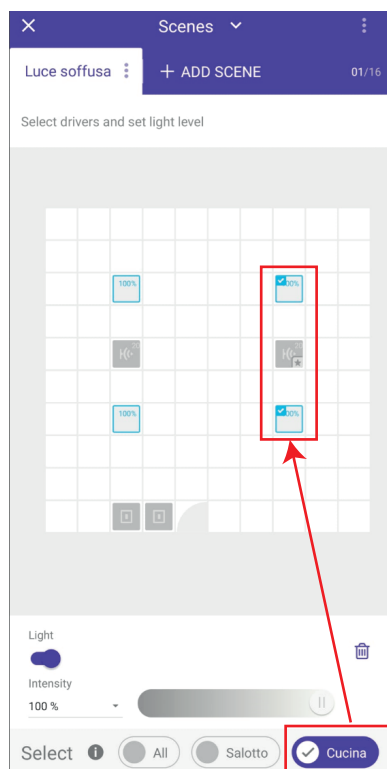 Scenes
Luce soffusa
+ ADD SCENE
01/16
Select drivers and set light level
100%
100%
Light
Intensity
100 %
Select
All
Salotto
Cucina